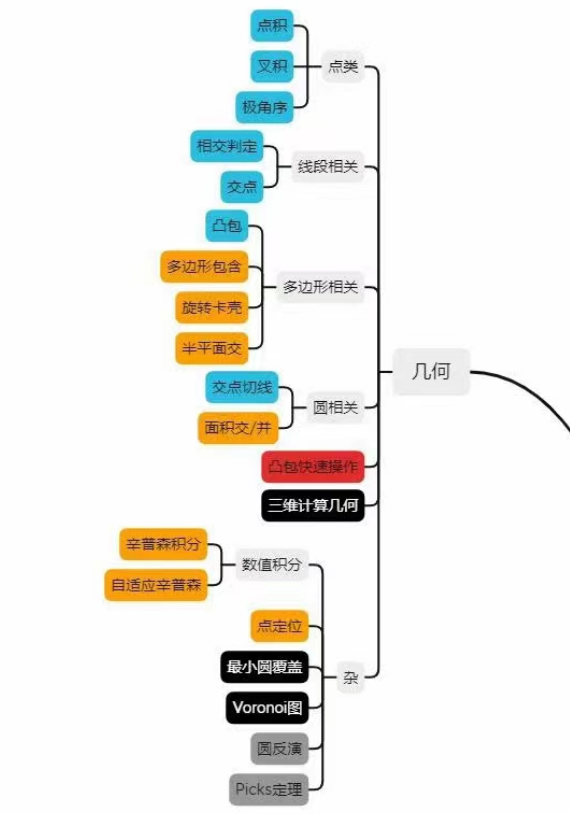 点积
叉积
点类
极角序
相交判定
线段相关
交点
凸包
多边形包含
多边形相关
旋转卡壳
半平面交
几何
交点切线
圆相关
面积交/并
凸包快速操作
三维计算几何
辛普森积分
数值积分
自适应辛普森
点定位
最小圆覆盖
杂
Voronoi图
圆反演
Picks定理